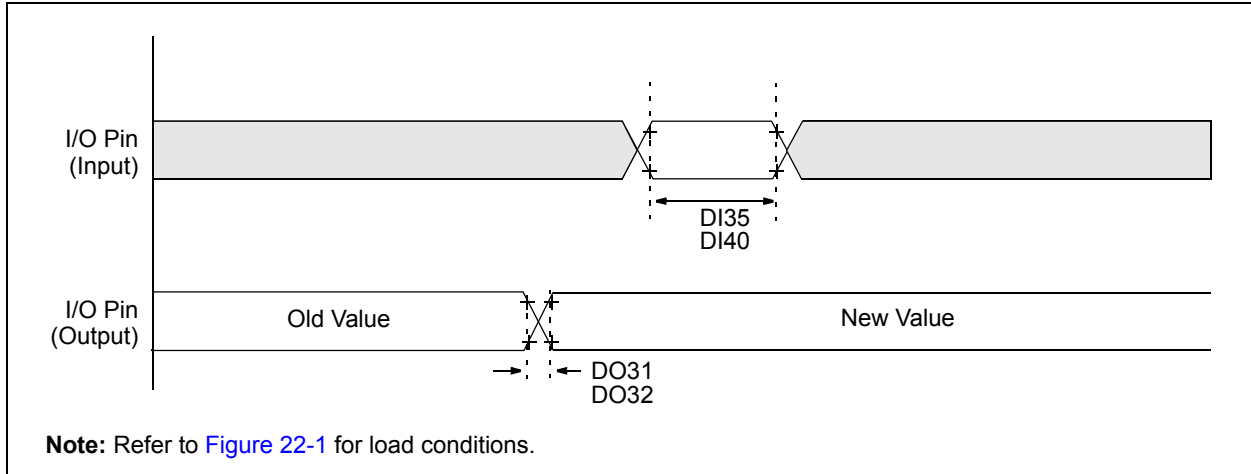 I/O Pin
(Input)
DI35
DI40
I/O Pin
(Output)
Old Value
New Value
DO31
DO32
Note: Refer to Figure 22-1 for load conditions.